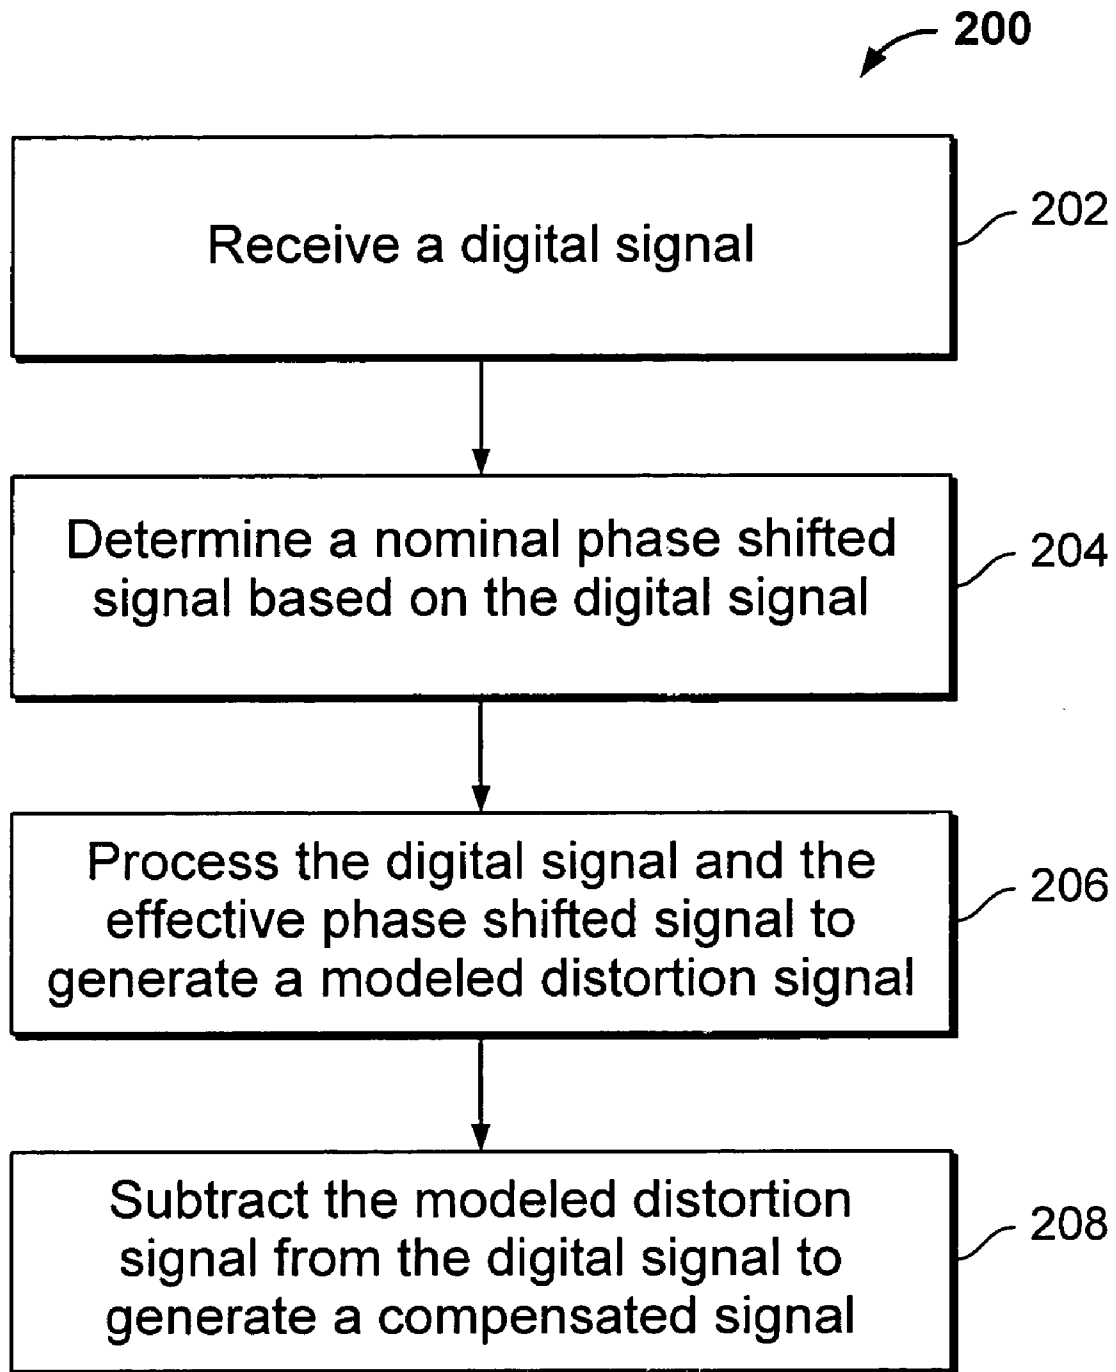 200
Receive a digital signal
202
Determine a nominal phase shifted
signal based on the digital signal
204
Process the digital signal and the
effective phase shifted signal to
generate a modeled distortion signal
206
Subtract the modeled distortion
signal from the digital signal to
generate a compensated signal
208